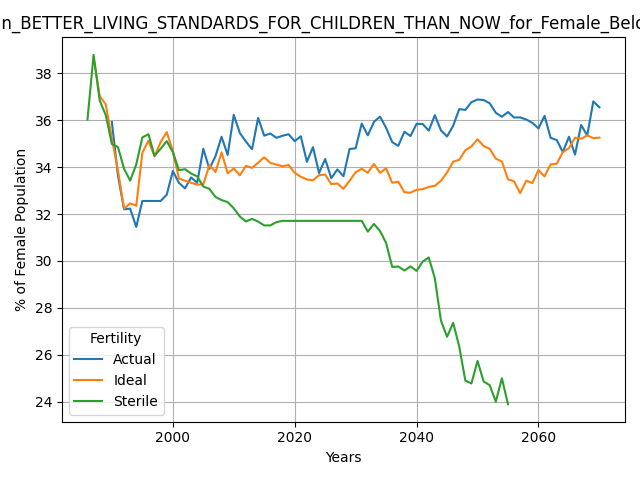 n_BETTER_LIVING_STANDARDS_FOR_CHILDREN_THAN_NOW_for_Female_Belo
% of Female Population
38
36
34
32
30
28
26
24
Fertility
Actual
Ideal
Sterile
2000 2020 2040 2060
Years